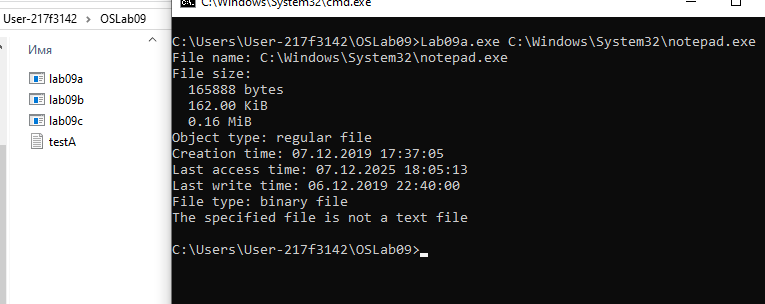 User-217f3142 > OSLab09
Имя
lab09a
lab09b
lab09c
testA
C:\Windows\System32\cmd.exe
C:\Users\User-217f3142\OSLab09>Lab09a.exe C:\Windows\System32\notepad.exe
File name: C:\Windows\System32\notepad.exe
File size:
  165888 bytes
  162.00 KiB
  0.16 MiB
Object type: regular file
Creation time: 07.12.2019 17:37:05
Last access time: 07.12.2025 18:05:13
Last write time: 06.12.2019 22:40:00
File type: binary file
The specified file is not a text file
C:\Users\User-217f3142\OSLab09>